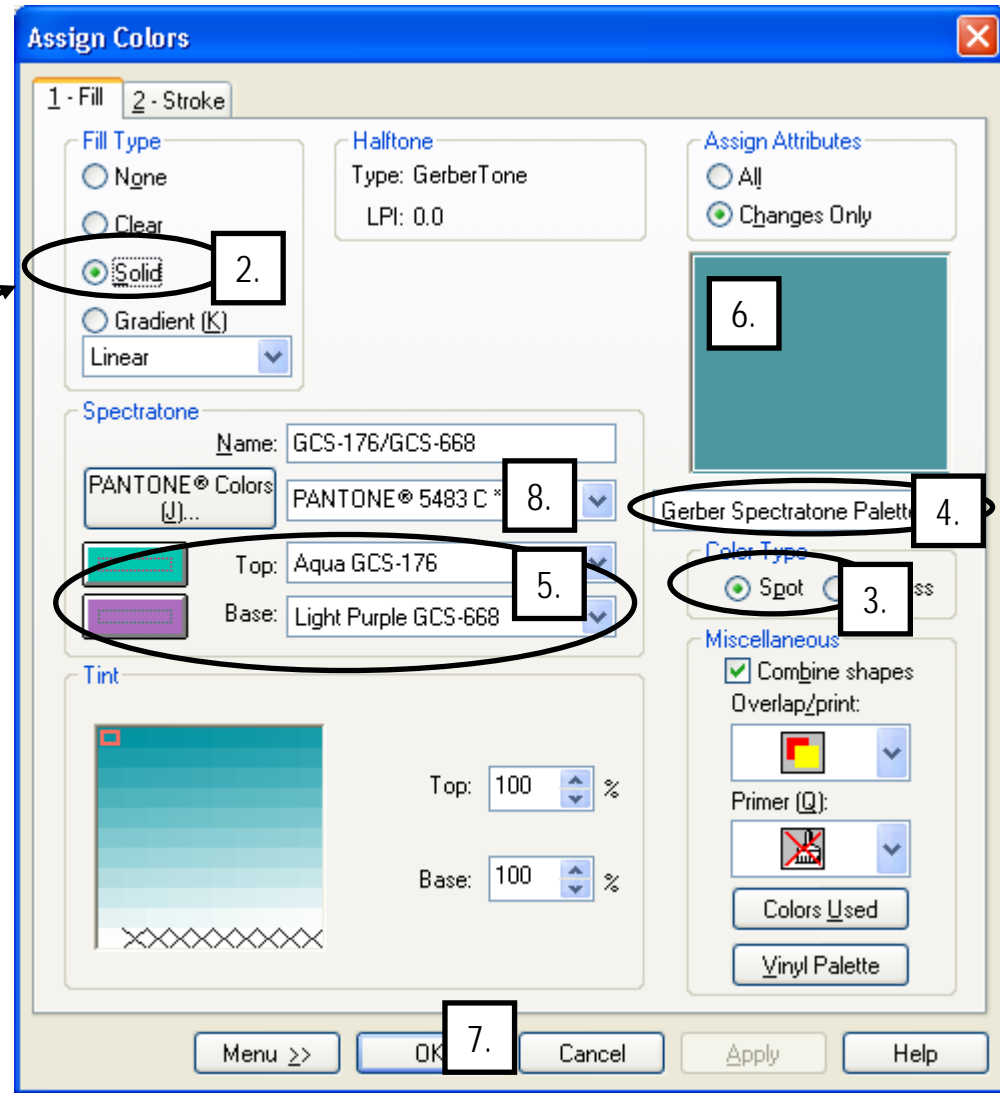 Assign Colors
1 - Fill
2 - Stroke
Fill Type
None
Clear
Solid
2.
Gradient (K)
Linear
Halftone
Type: GerberTone
LPI: 0.0
Assign Attributes
All
Changes Only
6.
Spectratone
Name: GCS-176/GCS-668
PANTONE® Colors
(J)...
PANTONE® 5483 C *
8.
Top: Aqua GCS-176
5.
Base: Light Purple GCS-668
Gerber Spectratone Palette
4.
Color Type
Spot
3.
ss
Tint
Top: 100 %
Base: 100 %
Miscellaneous
Combine shapes
Overlap/print:
Primer (Q):
Colors Used
Vinyl Palette
Menu >>
OK
7.
Cancel
Apply
Help